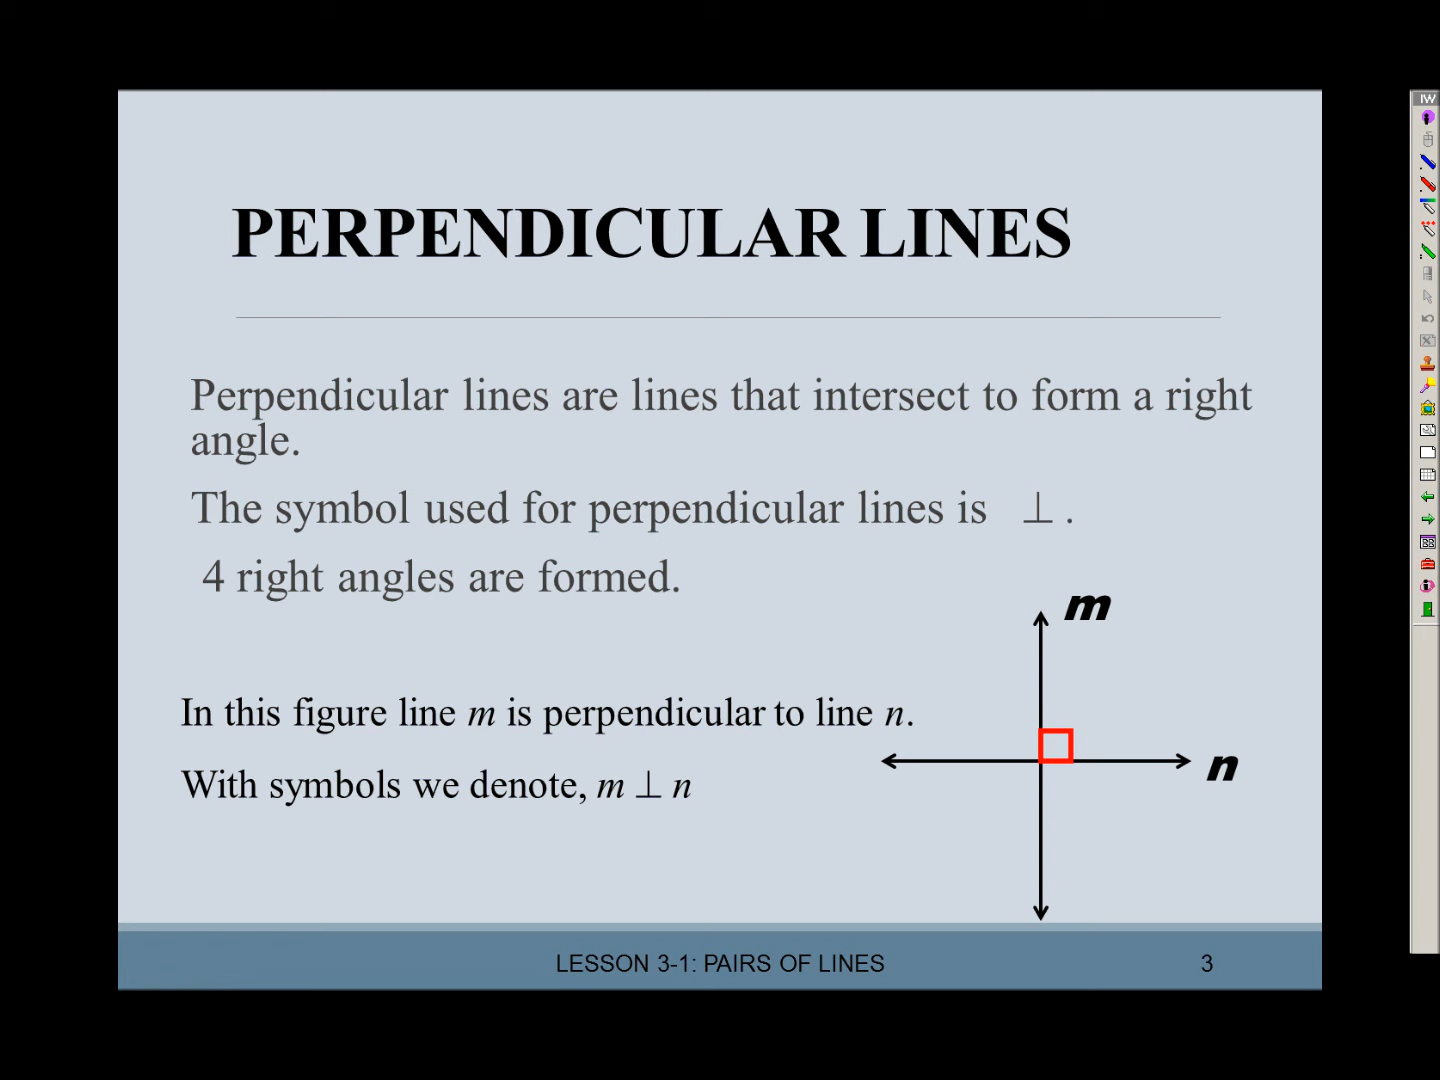 PERPENDICULAR LINES
Perpendicular lines are lines that intersect to form a right
angle.
The symbol used for perpendicular lines is ⊥ .
4 right angles are formed.
m
In this figure line m is perpendicular to line n.
n
With symbols we denote, m ⊥ n
LESSON 3-1: PAIRS OF LINES 3
IW